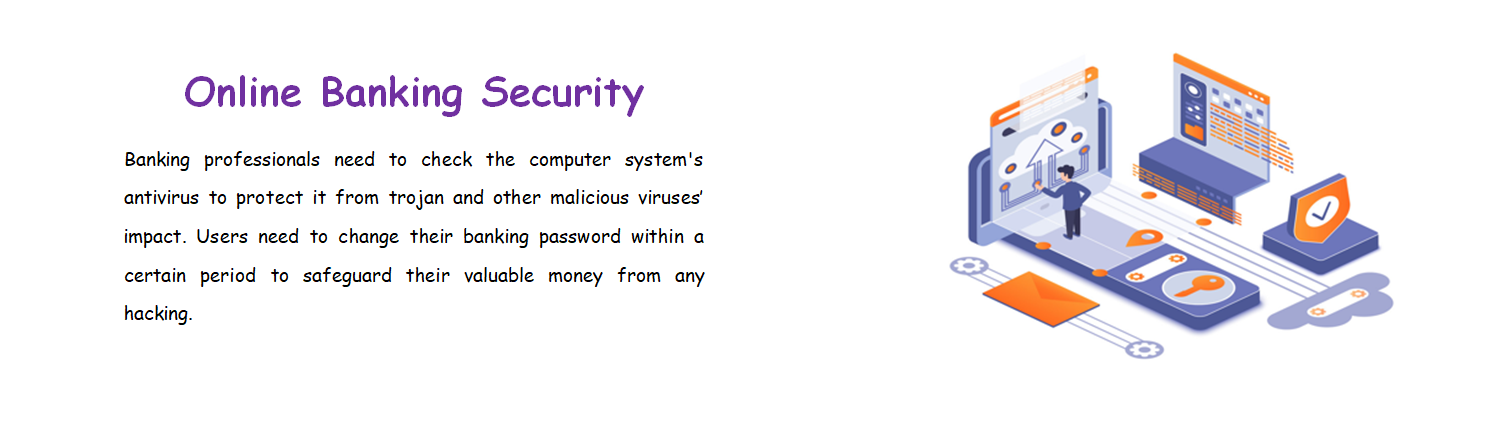 Online Banking Security
Banking professionals need to check the computer system's
antivirus to protect it from trojan and other malicious viruses’
impact. Users need to change their banking password within a
certain period to safeguard their valuable money from any
hacking.